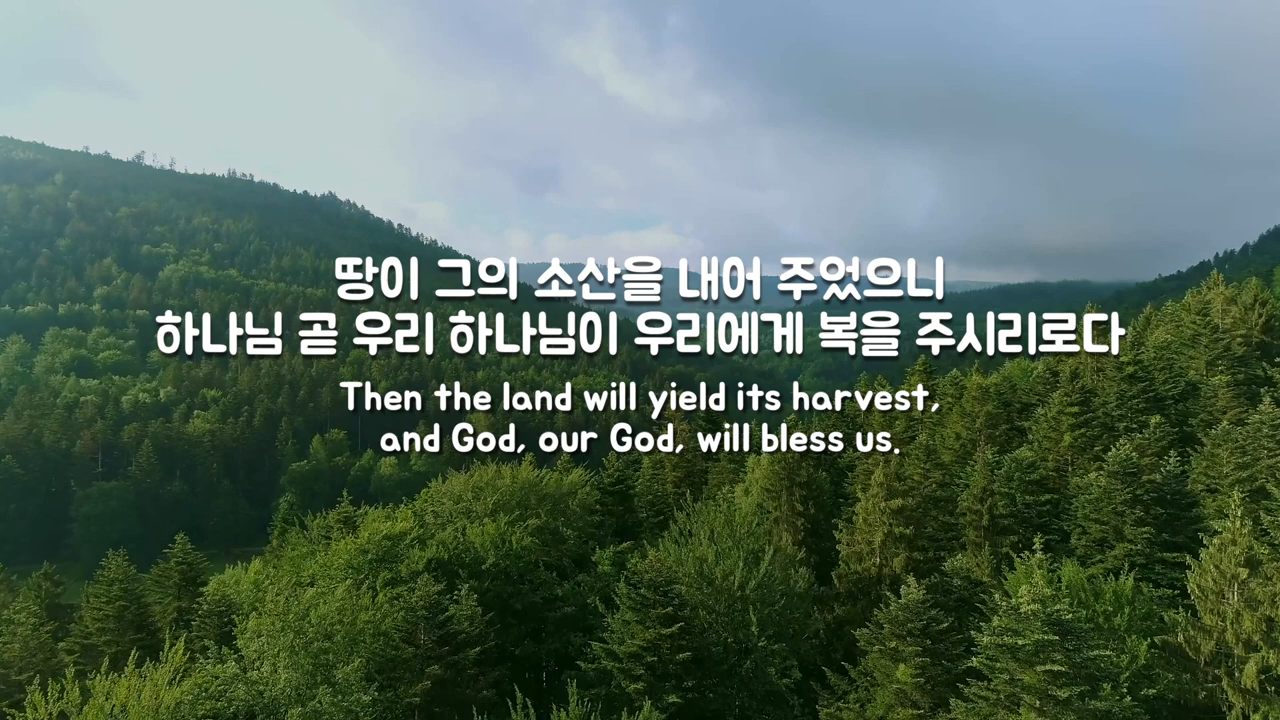 땅이 그의 소산을 내어 주었으니
하나님 곧 우리 하나님이 우리에게 복을 주시리로다
Then the land will yield its harvest,
and God, our God, will bless us.